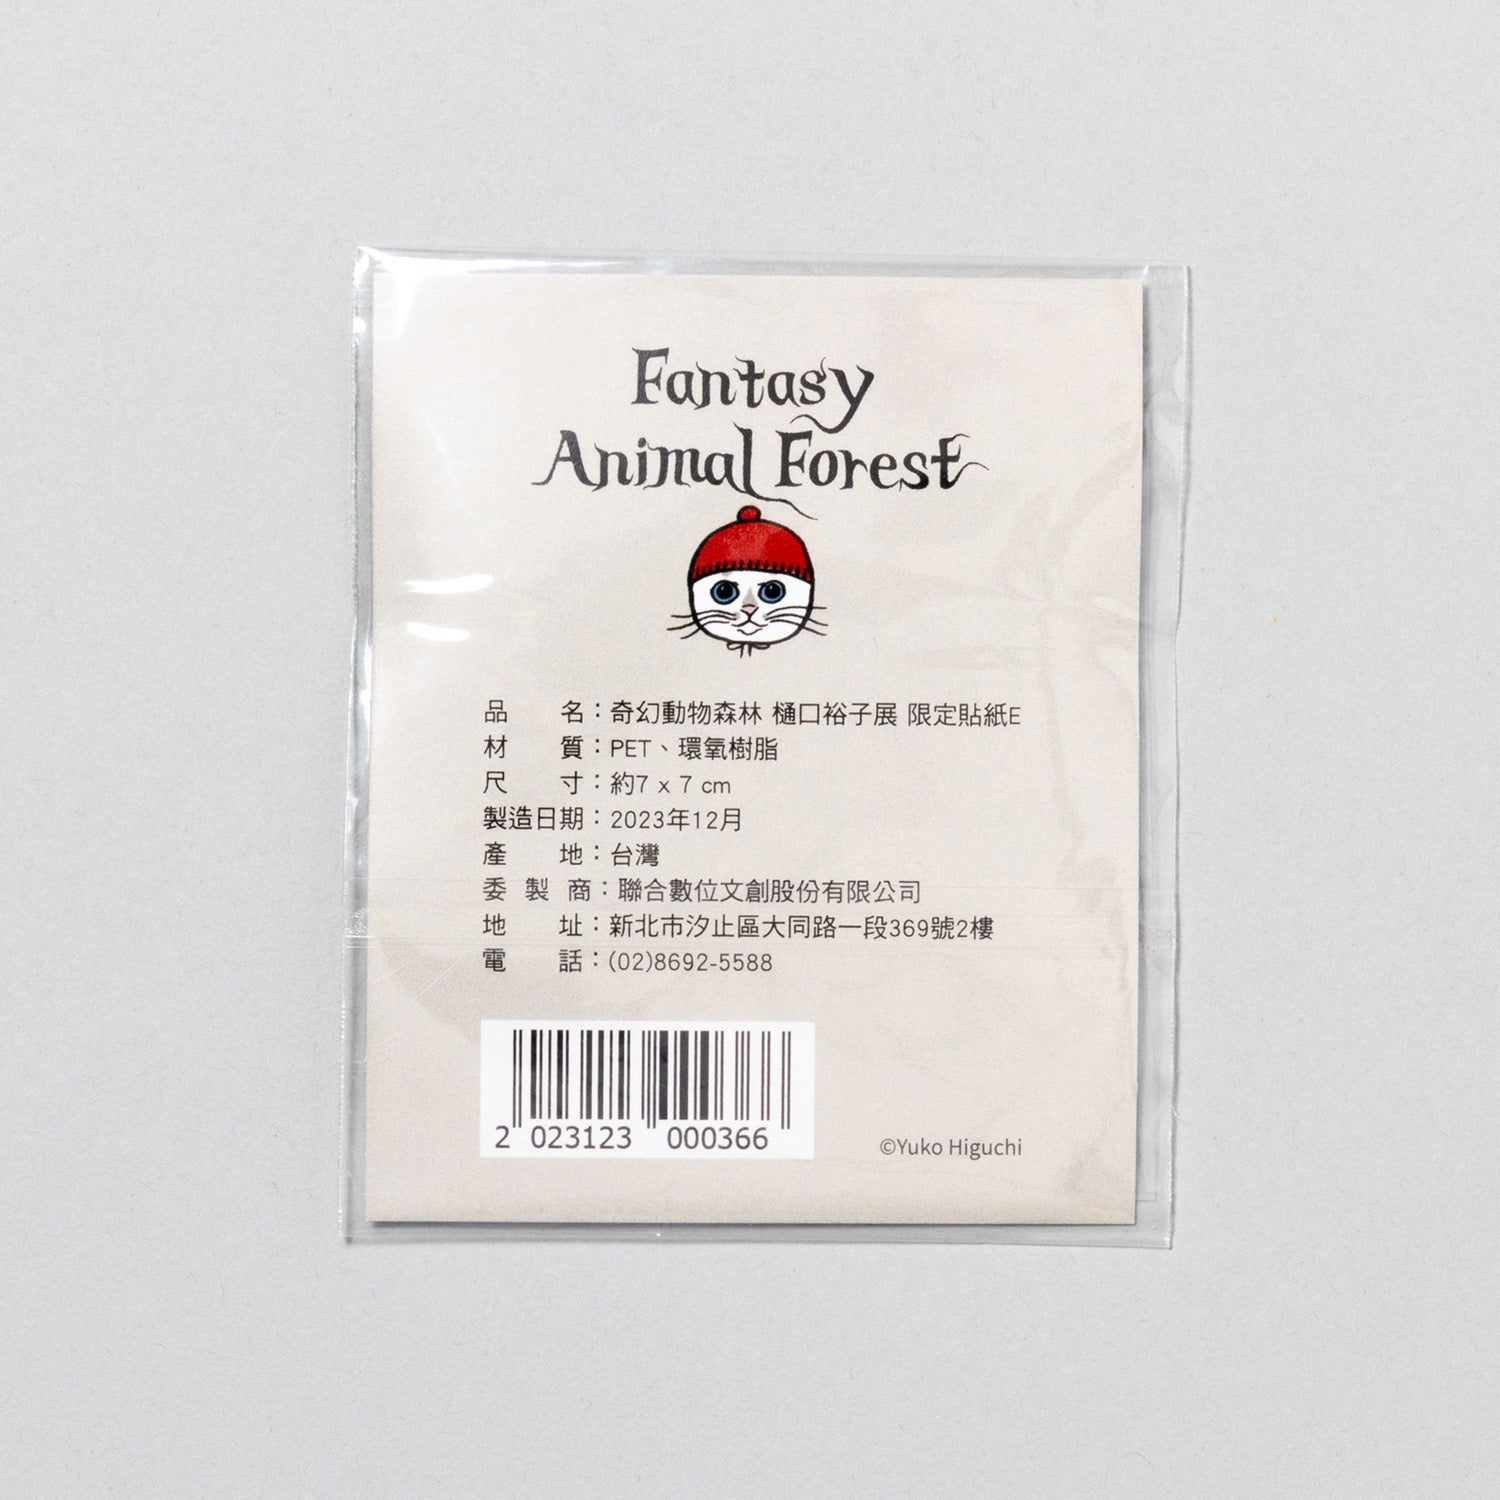 Fantasy
Animal Forest
品 名：奇幻動物森林 樋口裕子展 限定貼紙E
材 質：PET、環氧樹脂
尺 寸：約7 x 7 cm
製造日期：2023年12月
產 地：台灣
委 製 商：聯合數位文創股份有限公司
地 址：新北市汐止區大同路一段369號2樓
電 話：(02)8692-5588
2 023123 000366
©Yuko Higuchi